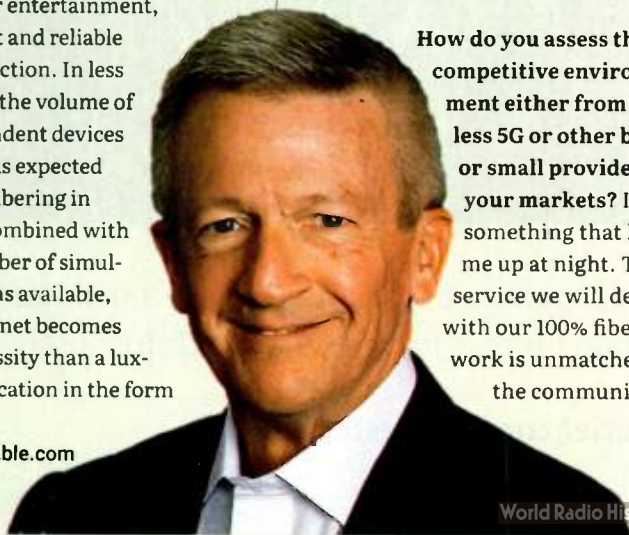 r entertainment,
t and reliable
ction. In less
the volume of
ndent devices
s expected
bering in
ombined with
ber of simul-
ns available,
net becomes
ssity than a lux-
cation in the form
ble.com
How do you assess th
competitive enviro
ment either from
less 5G or other b
or small provide
your markets? I
something that
me up at night. T
service we will de
with our 100% fibe
work is unmatche
the communi
World Radio His